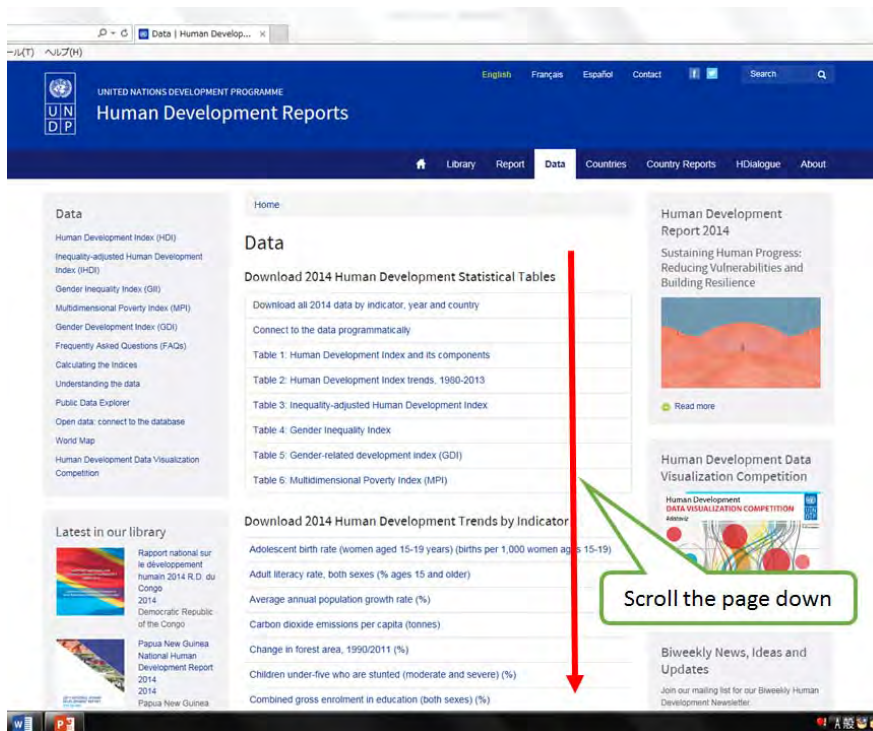 Data | Human Develop... ×
ール(T) ヘルプ(H)
English Français Español Contact Search
UNITED NATIONS DEVELOPMENT PROGRAMME
Human Development Reports
U N
D P
Library Report Data Countries Country Reports HDialogue About
Data
Human Development Index (HDI)
Inequality-adjusted Human Development
Index (IHDI)
Gender Inequality Index (GII)
Multidimensional Poverty Index (MPI)
Gender Development Index (GDI)
Frequently Asked Questions (FAQs)
Calculating the Indices
Understanding the data
Public Data Explorer
Open data: connect to the database
World Map
Human Development Data Visualization
Competition
Latest in our library
Rapport national sur
le développement
humain 2014 R.D. du
Congo
2014
Democratic Republic
of the Congo
Papua New Guinea
National Human
Development Report
2014
2014
Papua New Guinea
Home
Data
Download 2014 Human Development Statistical Tables
Download all 2014 data by indicator, year and country
Connect to the data programmatically
Table 1: Human Development Index and its components
Table 2: Human Development Index trends, 1980-2013
Table 3: Inequality-adjusted Human Development Index
Table 4: Gender Inequality Index
Table 5: Gender-related development index (GDI)
Table 6: Multidimensional Poverty Index (MPI)
Download 2014 Human Development Trends by Indicator
Adolescent birth rate (women aged 15-19 years) (births per 1,000 women ages 15-19)
Adult literacy rate, both sexes (% ages 15 and older)
Average annual population growth rate (%)
Carbon dioxide emissions per capita (tonnes)
Change in forest area, 1990/2011 (%)
Children under-five who are stunted (moderate and severe) (%)
Combined gross enrolment in education (both sexes) (%)
Human Development
Report 2014
Sustaining Human Progress:
Reducing Vulnerabilities and
Building Resilience
Read more
Human Development Data
Visualization Competition
Human Development
DATA VISUALIZATION COMPETITION
Scroll the page down
Biweekly News, Ideas and
Updates
Join our mailing list for our Biweekly Human
Development Newsletter.
A 般